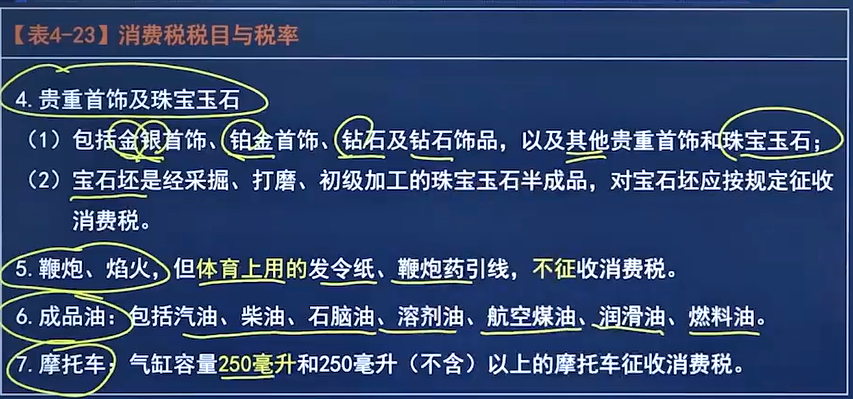 【表4-23】消费税税目与税率
4.贵重首饰及珠宝玉石
（1）包括金银首饰、铂金首饰、钻石及钻石饰品，以及其他贵重首饰和珠宝玉石；
（2）宝石坯是经采掘、打磨、初级加工的珠宝玉石半成品，对宝石坯应按规定征收
消费税。
5.鞭炮、焰火，但体育上用的发令纸、鞭炮药引线，不征收消费税。
6.成品油：包括汽油、柴油、石脑油、溶剂油、航空煤油、润滑油、燃料油。
7.摩托车：气缸容量250毫升和250毫升（不含）以上的摩托车征收消费税。